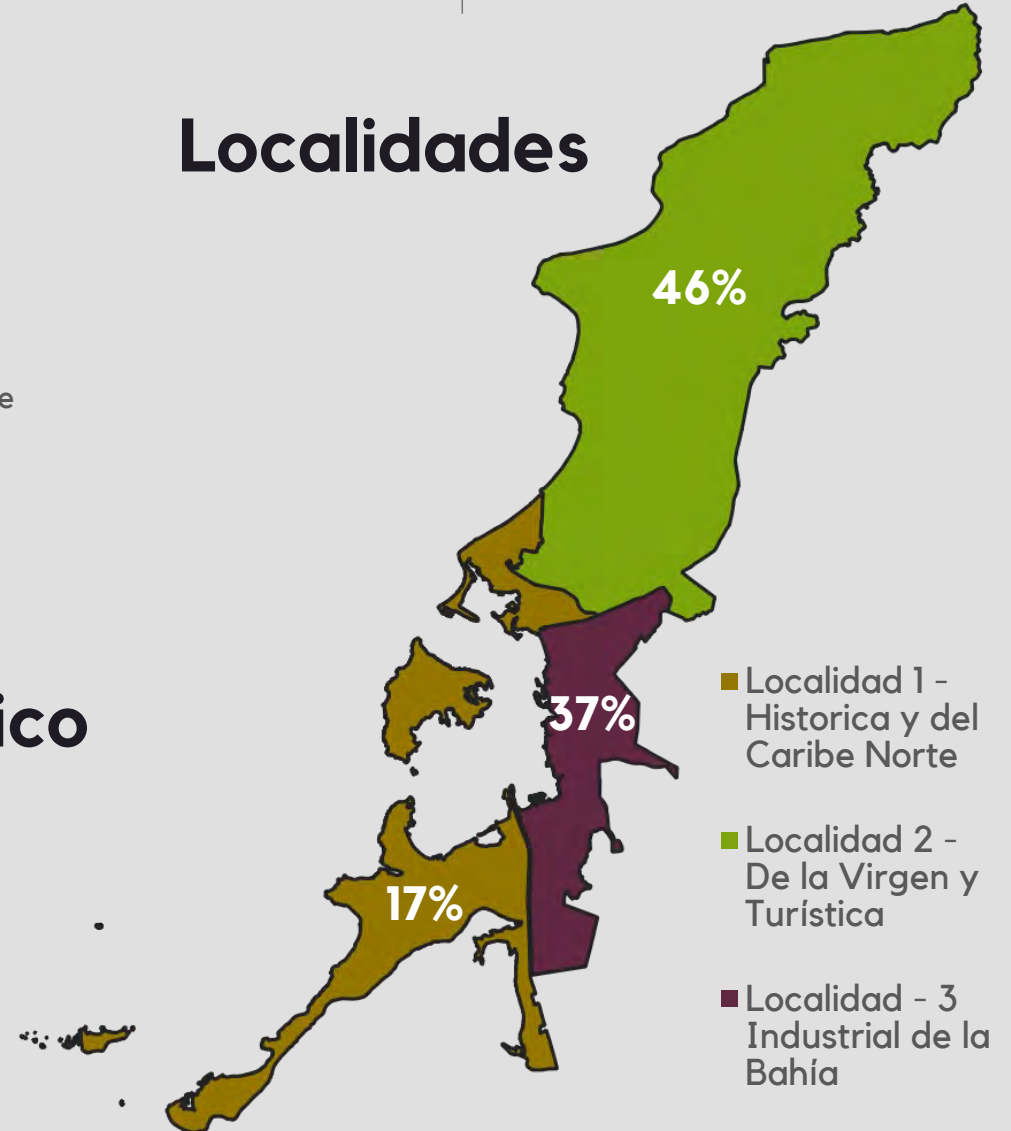 Localidades
46%
e
ico
37%
17%
Localidad 1 -
Historica y del
Caribe Norte
Localidad 2 -
De la Virgen y
Turística
Localidad - 3
Industrial de la
Bahía